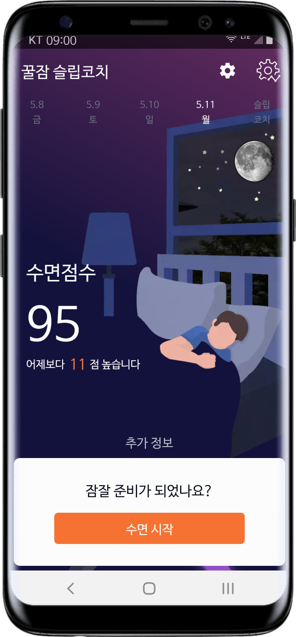 KT 09:00
LTE
꿀잠 슬립코치
5.8 5.9 5.10 5.11 슬립
금 토 일 월 코치
수면점수
95
어제보다 11 점 높습니다
추가 정보
잠잘 준비가 되었나요?
수면 시작